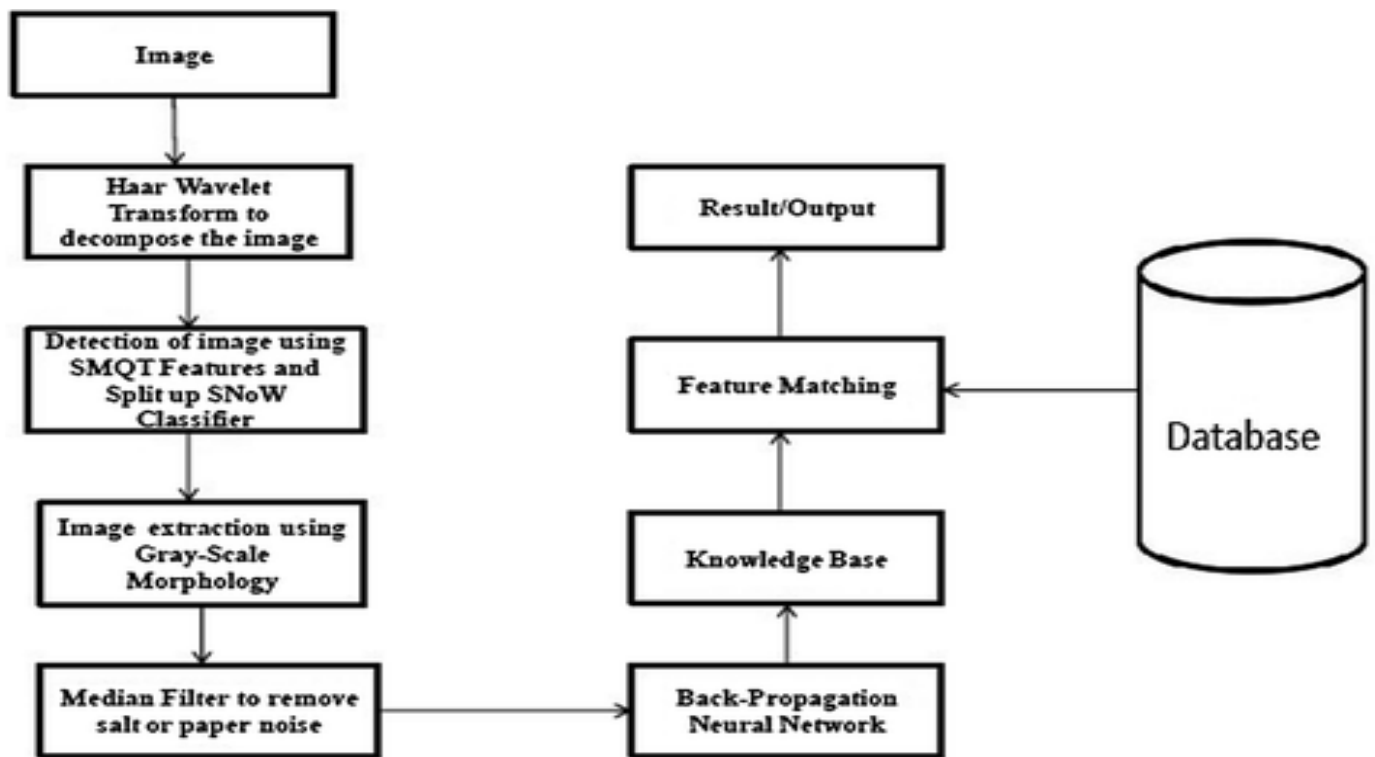 Image
Haar Wavelet
Transform to
decompose the image
Detection of image using
SMQT Features and
Split up SNoW
Classifier
Image extraction using
Gray-Scale
Morphology
Median Filter to remove
salt or paper noise
Back-Propagation
Neural Network
Knowledge Base
Feature Matching
Result/Output
Database